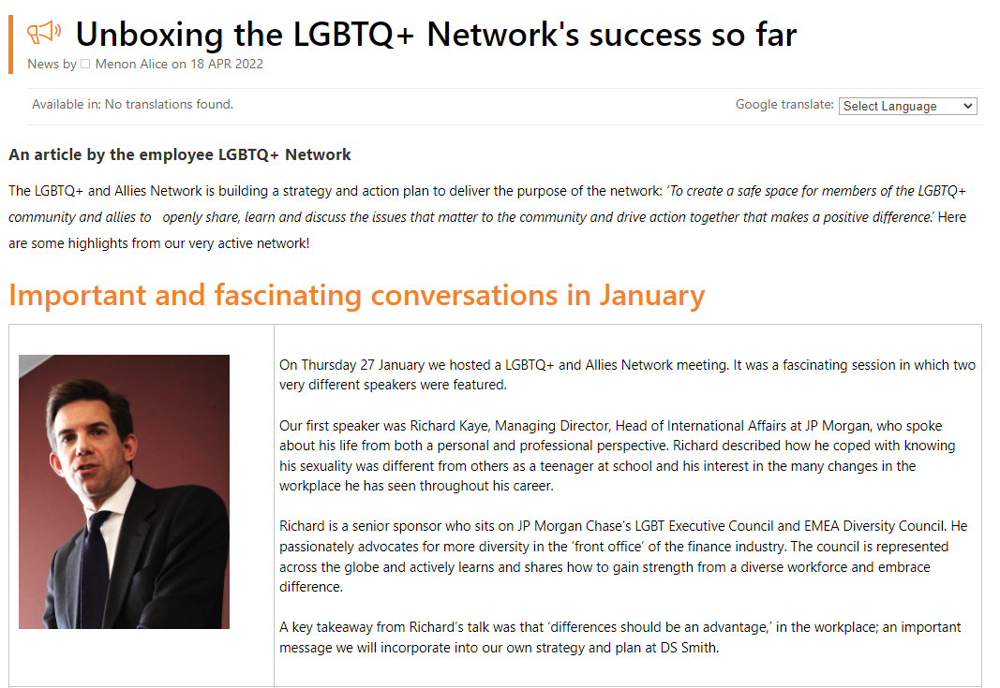 Unboxing the LGBTQ+ Network's success so far
News by Menon Alice on 18 APR 2022
Available in: No translations found.
Google translate: Select Language
An article by the employee LGBTQ+ Network
The LGBTQ+ and Allies Network is building a strategy and action plan to deliver the purpose of the network: ‘To create a safe space for members of the LGBTQ+
community and allies to openly share, learn and discuss the issues that matter to the community and drive action together that makes a positive difference.’ Here
are some highlights from our very active network!
Important and fascinating conversations in January
On Thursday 27 January we hosted a LGBTQ+ and Allies Network meeting. It was a fascinating session in which two
very different speakers were featured.
Our first speaker was Richard Kaye, Managing Director, Head of International Affairs at JP Morgan, who spoke
about his life from both a personal and professional perspective. Richard described how he coped with knowing
his sexuality was different from others as a teenager at school and his interest in the many changes in the
workplace he has seen throughout his career.
Richard is a senior sponsor who sits on JP Morgan Chase’s LGBT Executive Council and EMEA Diversity Council. He
passionately advocates for more diversity in the ‘front office’ of the finance industry. The council is represented
across the globe and actively learns and shares how to gain strength from a diverse workforce and embrace
difference.
A key takeaway from Richard’s talk was that ‘differences should be an advantage,’ in the workplace; an important
message we will incorporate into our own strategy and plan at DS Smith.